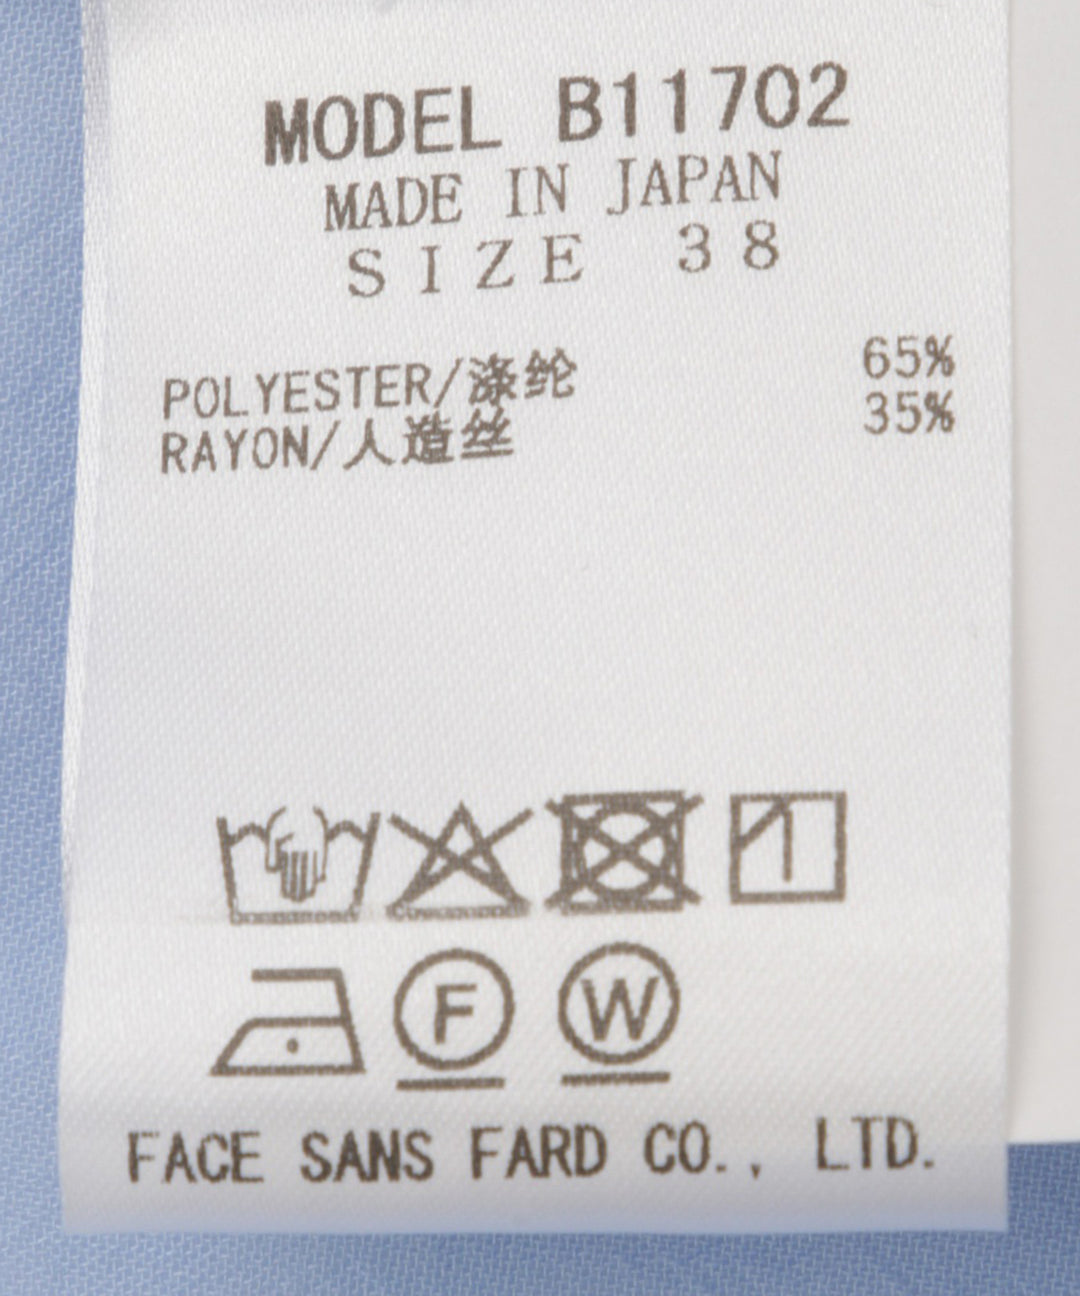 MODEL B11702
MADE IN JAPAN
SIZE 38
POLYESTER/涤纶 65%
RAYON/人造丝 35%
F W
FACE SANS FARD CO., LTD.